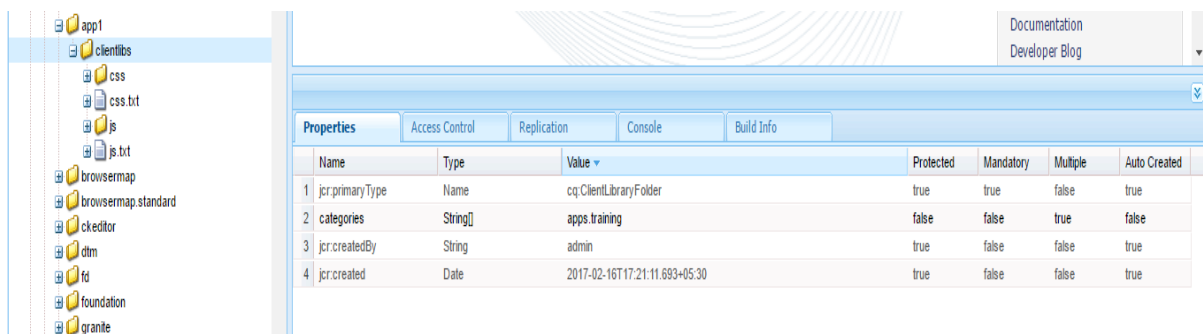 app1
clientlibs
css
css.txt
js
js.txt
browsermap
browsermap.standard
ckeditor
dtm
fd
foundation
granite
Documentation
Developer Blog
Properties Access Control Replication Console Build Info
Name Type Value Protected Mandatory Multiple Auto Created
1 jcr:primaryType Name cq:ClientLibraryFolder true true false true
2 categories String[] apps.training false false true false
3 jcr:createdBy String admin true false false true
4 jcr:created Date 2017-02-16T17:21:11.693+05:30 true false false true